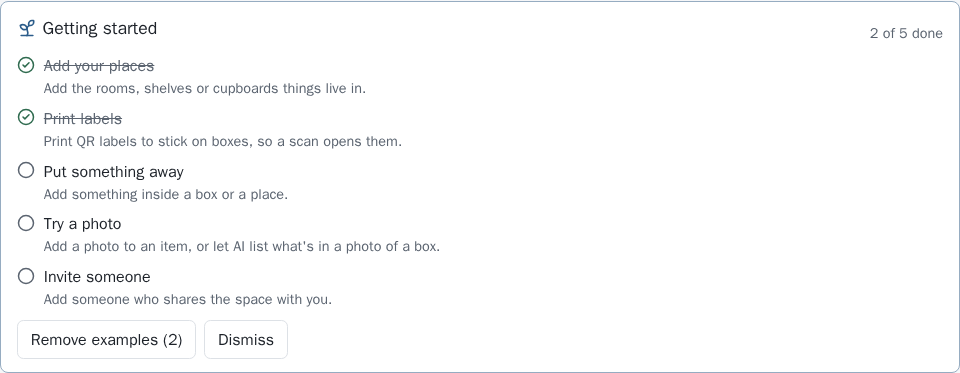 Getting started
2 of 5 done
Add your places
Add the rooms, shelves or cupboards things live in.
Print labels
Print QR labels to stick on boxes, so a scan opens them.
Put something away
Add something inside a box or a place.
Try a photo
Add a photo to an item, or let AI list what's in a photo of a box.
Invite someone
Add someone who shares the space with you.
Remove examples (2)
Dismiss